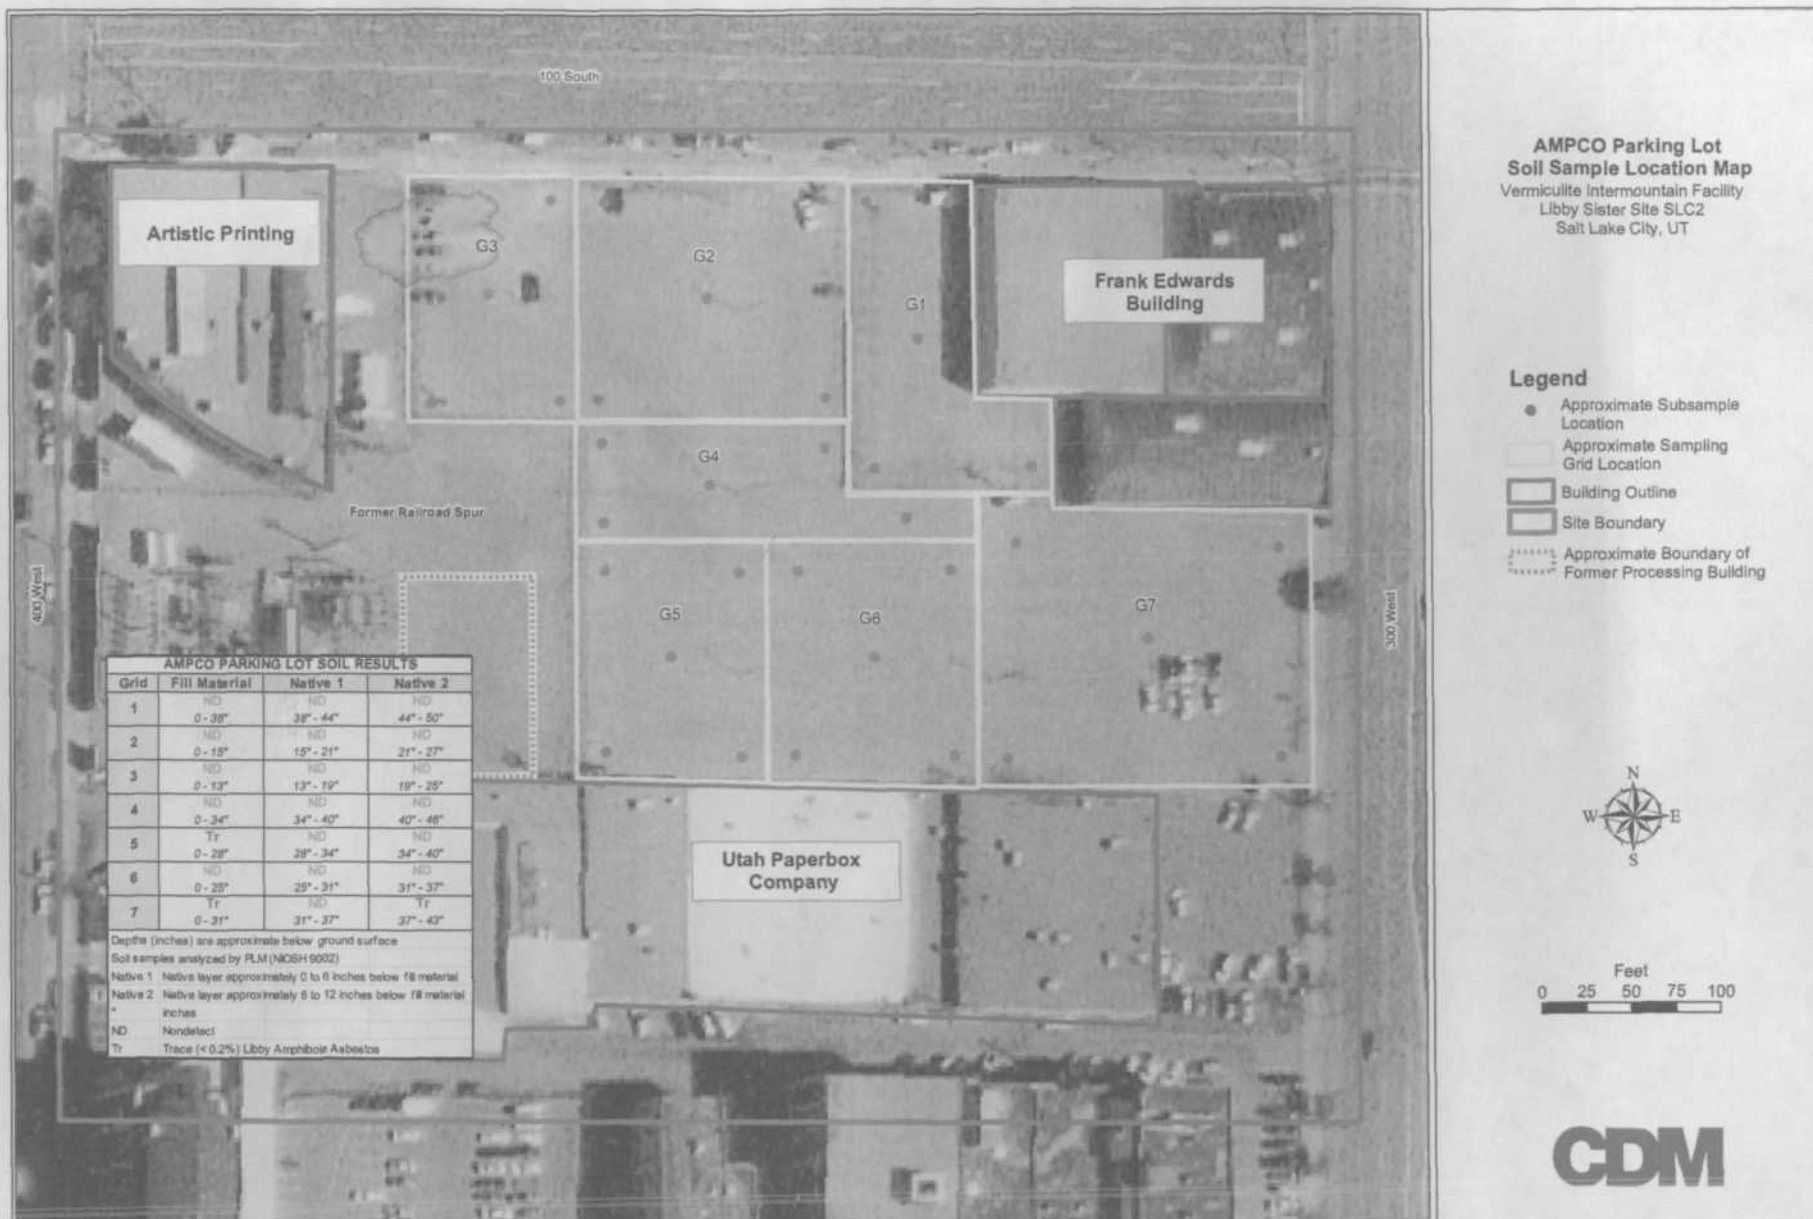 100 South
AMPCO Parking Lot
Soil Sample Location Map
Vermiculite Intermountain Facility
Libby Sister Site SLC2
Salt Lake City, UT
Artistic Printing
G3
G2
G1
Frank Edwards
Building
G4
Former Railroad Spur
400 West
300 West
G5
G6
G7
Utah Paperbox
Company
Legend
Approximate Subsample
Location
Approximate Sampling
Grid Location
Building Outline
Site Boundary
Approximate Boundary of
Former Processing Building
AMPCO PARKING LOT SOIL RESULTS
Grid Fill Material Native 1 Native 2
1 ND ND ND
0 - 38" 38" - 44" 44" - 50"
2 ND ND ND
0 - 15" 15" - 21" 21" - 27"
3 ND ND ND
0 - 13" 13" - 19" 19" - 25"
4 ND ND ND
0 - 34" 34" - 40" 40" - 46"
5 Tr ND ND
0 - 28" 28" - 34" 34" - 40"
6 ND ND ND
0 - 25" 25" - 31" 31" - 37"
7 Tr ND Tr
0 - 31" 31" - 37" 37" - 43"
Depths (inches) are approximate below ground surface
Soil samples analyzed by PLM (NIOSH 9002)
Native 1 Native layer approximately 0 to 6 inches below fill material
Native 2 Native layer approximately 6 to 12 inches below fill material
" inches
ND Nondetect
Tr Trace (<0.2%) Libby Amphibole Asbestos
N
W E
S
Feet
0 25 50 75 100
CDM